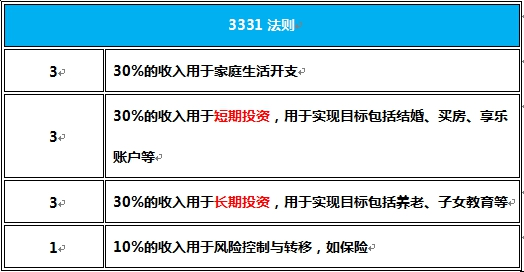 3331 法则
3
30%的收入用于家庭生活开支
3
30%的收入用于短期投资，用于实现目标包括结婚、买房、享乐
账户等
3
30%的收入用于长期投资，用于实现目标包括养老、子女教育等
1
10%的收入用于风险控制与转移，如保险